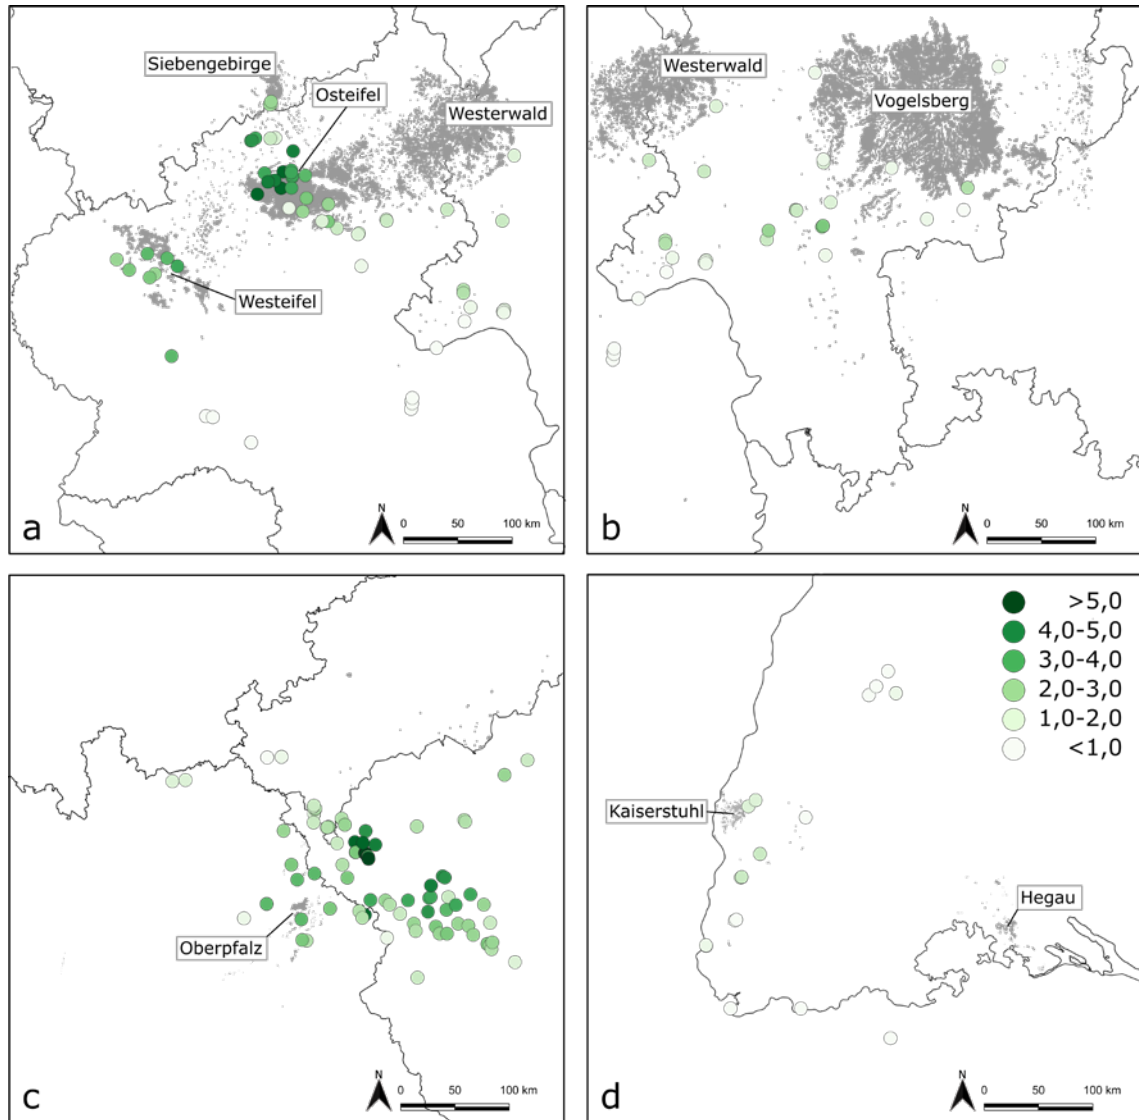 Siebengebirge
Osteifel
Westerwald
Westeifel
a
N
0 50 100 km
Westerwald
Vogelsberg
b
N
0 50 100 km
Oberpfalz
c
N
0 50 100 km
>5,0
4,0-5,0
3,0-4,0
2,0-3,0
1,0-2,0
<1,0
Kaiserstuhl
Hegau
d
N
0 50 100 km